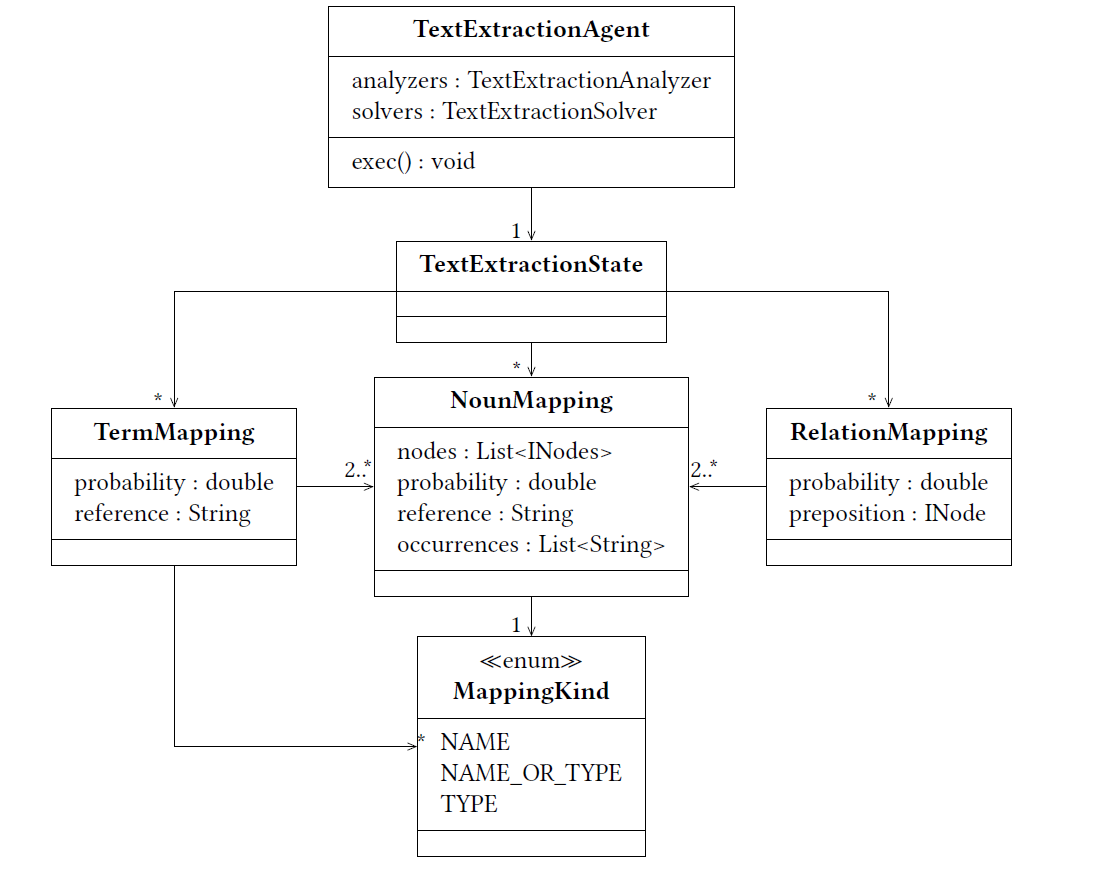 TextExtractionAgent
analyzers : TextExtractionAnalyzer
solvers : TextExtractionSolver
exec() : void
1
TextExtractionState
*
*
*
TermMapping
probability : double
reference : String
2..*
NounMapping
nodes : List<INodes>
probability : double
reference : String
occurrences : List<String>
2..*
RelationMapping
probability : double
preposition : INode
1
≪enum≫
MappingKind
*
NAME
NAME_OR_TYPE
TYPE